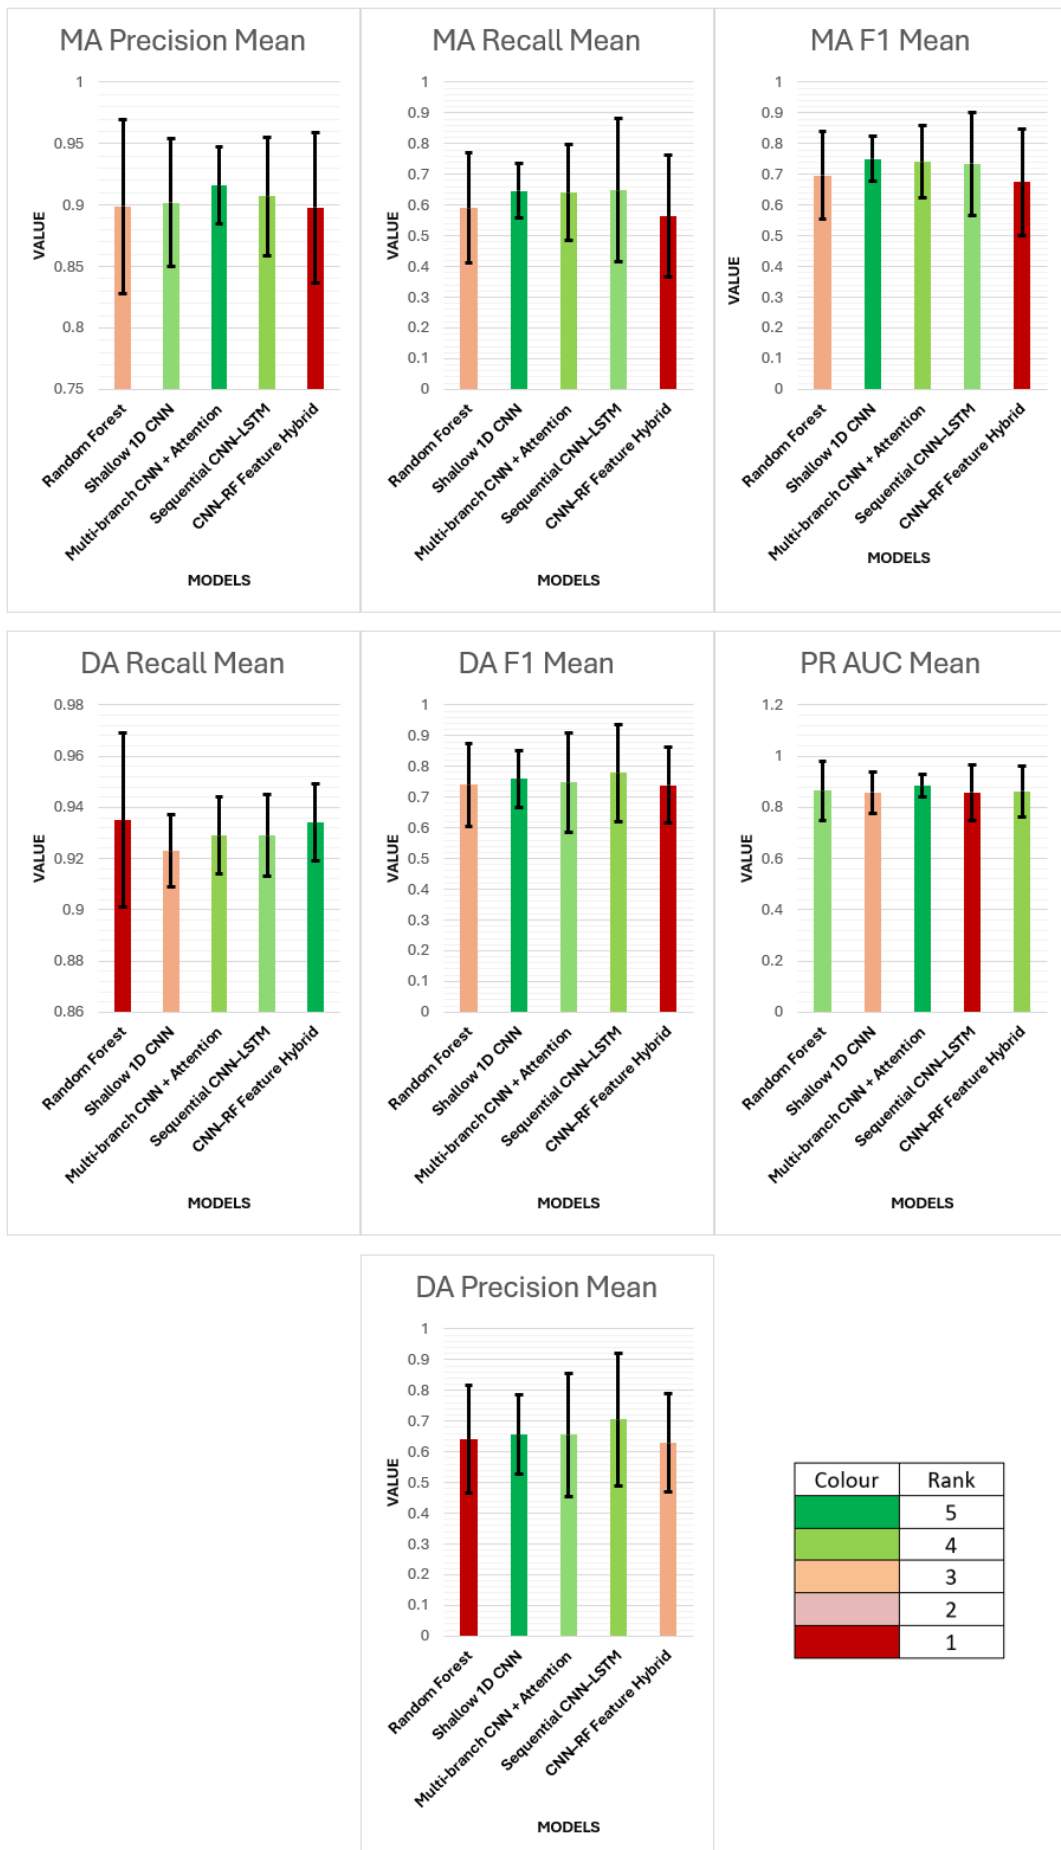 MA Precision Mean
1
0.95
0.9
0.85
0.8
0.75
VALUE
Random Forest
Shallow 1D CNN
Multi-branch CNN + Attention
Sequential CNN–LSTM
CNN–RF Feature Hybrid
MODELS
MA Recall Mean
1
0.9
0.8
0.7
0.6
0.5
0.4
0.3
0.2
0.1
0
VALUE
Random Forest
Shallow 1D CNN
Multi-branch CNN + Attention
Sequential CNN–LSTM
CNN–RF Feature Hybrid
MODELS
MA F1 Mean
1
0.9
0.8
0.7
0.6
0.5
0.4
0.3
0.2
0.1
0
VALUE
Random Forest
Shallow 1D CNN
Multi-branch CNN + Attention
Sequential CNN–LSTM
CNN–RF Feature Hybrid
MODELS
DA Recall Mean
0.98
0.96
0.94
0.92
0.9
0.88
0.86
VALUE
Random Forest
Shallow 1D CNN
Multi-branch CNN + Attention
Sequential CNN–LSTM
CNN–RF Feature Hybrid
MODELS
DA F1 Mean
1
0.9
0.8
0.7
0.6
0.5
0.4
0.3
0.2
0.1
0
VALUE
Random Forest
Shallow 1D CNN
Multi-branch CNN + Attention
Sequential CNN–LSTM
CNN–RF Feature Hybrid
MODELS
PR AUC Mean
1.2
1
0.8
0.6
0.4
0.2
0
VALUE
Random Forest
Shallow 1D CNN
Multi-branch CNN + Attention
Sequential CNN–LSTM
CNN–RF Feature Hybrid
MODELS
DA Precision Mean
1
0.9
0.8
0.7
0.6
0.5
0.4
0.3
0.2
0.1
0
VALUE
Random Forest
Shallow 1D CNN
Multi-branch CNN + Attention
Sequential CNN–LSTM
CNN–RF Feature Hybrid
MODELS
Colour Rank
5
4
3
2
1